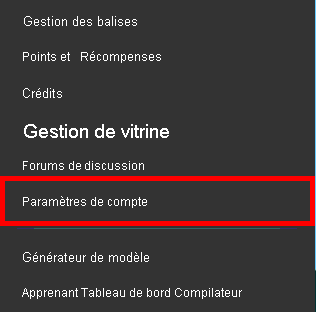 Gestion des balises
Points et Récompenses
Crédits
Gestion de vitrine
Forums de discussion
Paramètres de compte
Générateur de modèle
Apprenant Tableau de bord Compilateur